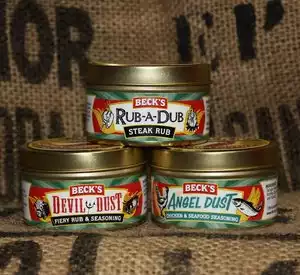 BECK'S
RUB-A-DUB
STEAK RUB
BECK'S
DEVIL DUST
FIERY RUB & SEASONING
BECK'S
ANGEL DUST
CHICKEN & SEAFOOD SEASONING